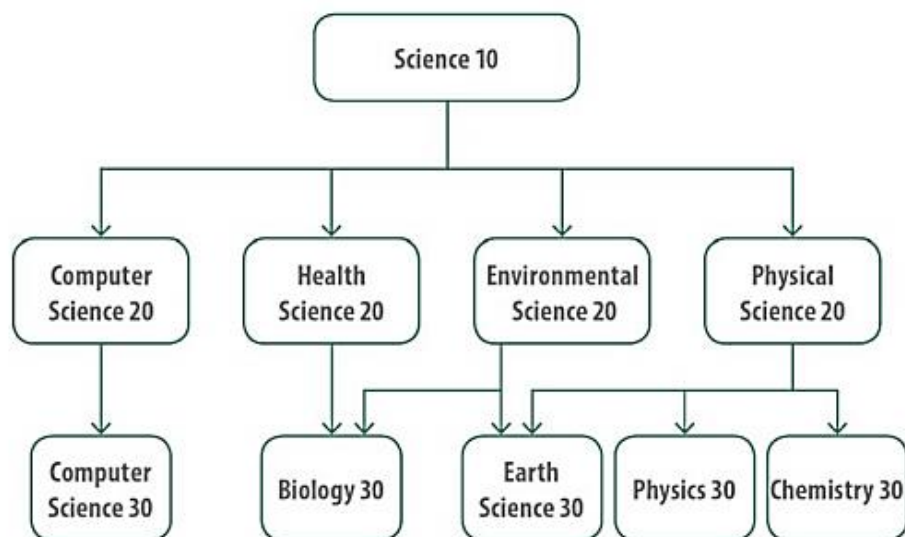 Science 10
Computer
Science 20
Health
Science 20
Environmental
Science 20
Physical
Science 20
Computer
Science 30
Biology 30
Earth
Science 30
Physics 30
Chemistry 30